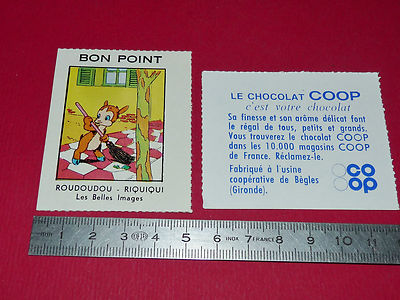 BON POINT
ROUDOUDOU - RIQUIQUI
Les Belles Images
LE CHOCOLAT COOP
c'est votre chocolat
Sa finesse et son arôme délicat font
le régal de tous, petits et grands.
Vous trouverez le chocolat COOP
dans les 10.000 magasins COOP
de France. Réclamez-le.
Fabriqué à l'usine
coopérative de Bègles
(Gironde).
CO
OP
1 2 3 4 5 6 INOX FRANCE 7 8 9 10 11